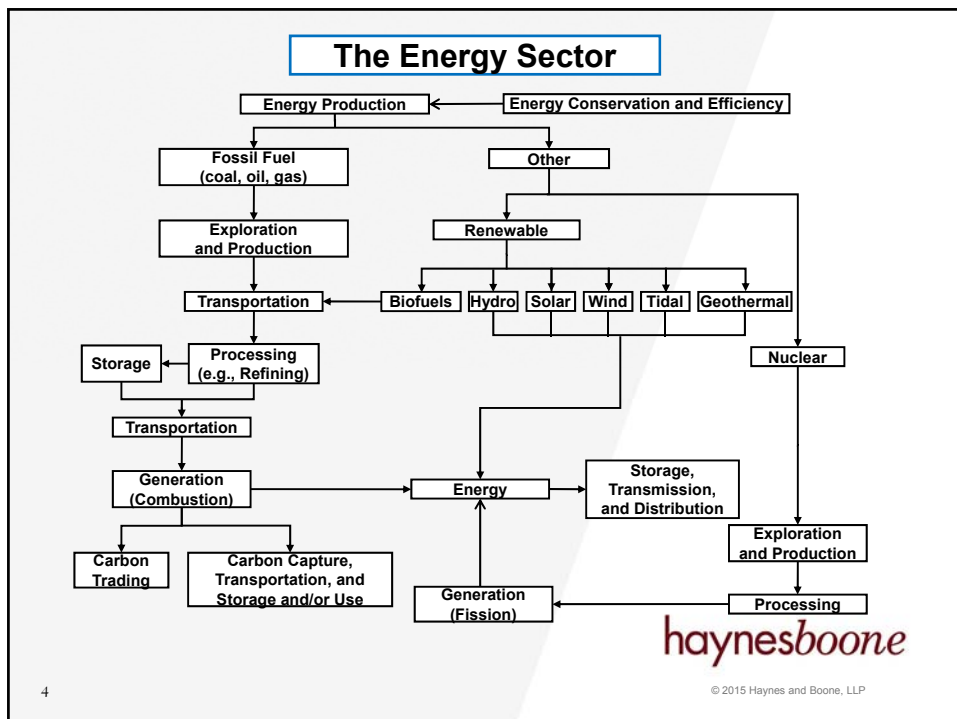 The Energy Sector
Energy Production
Energy Conservation and Efficiency
Fossil Fuel
(coal, oil, gas)
Other
Exploration
and Production
Renewable
Transportation
Biofuels
Hydro
Solar
Wind
Tidal
Geothermal
Storage
Processing
(e.g., Refining)
Nuclear
Transportation
Generation
(Combustion)
Energy
Storage,
Transmission,
and Distribution
Exploration
and Production
Carbon
Trading
Carbon Capture,
Transportation, and
Storage and/or Use
Generation
(Fission)
Processing
haynesboone
4
© 2015 Haynes and Boone, LLP